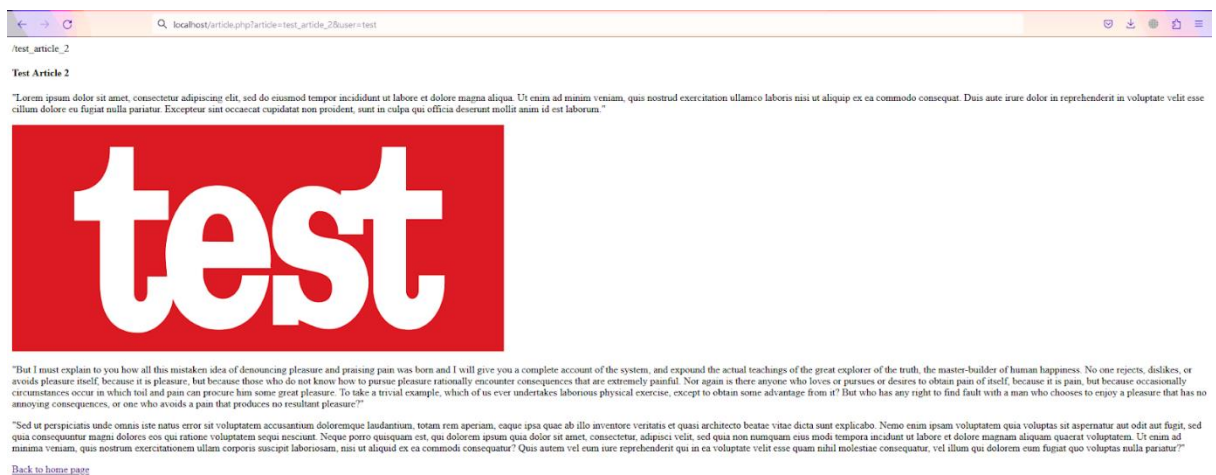 localhost/article.php?article=test_article_2&user=test
/test_article_2
Test Article 2
"Lorem ipsum dolor sit amet, consectetur adipiscing elit, sed do eiusmod tempor incididunt ut labore et dolore magna aliqua. Ut enim ad minim veniam, quis nostrud exercitation ullamco laboris nisi ut aliquip ex ea commodo consequat. Duis aute irure dolor in reprehenderit in voluptate velit esse
cillum dolore eu fugiat nulla pariatur. Excepteur sint occaecat cupidatat non proident, sunt in culpa qui officia deserunt mollit anim id est laborum."
test
"But I must explain to you how all this mistaken idea of denouncing pleasure and praising pain was born and I will give you a complete account of the system, and expound the actual teachings of the great explorer of the truth, the master-builder of human happiness. No one rejects, dislikes, or
avoids pleasure itself, because it is pleasure, but because those who do not know how to pursue pleasure rationally encounter consequences that are extremely painful. Nor again is there anyone who loves or pursues or desires to obtain pain of itself, because it is pain, but because occasionally
circumstances occur in which toil and pain can procure him some great pleasure. To take a trivial example, which of us ever undertakes laborious physical exercise, except to obtain some advantage from it? But who has any right to find fault with a man who chooses to enjoy a pleasure that has no
annoying consequences, or one who avoids a pain that produces no resultant pleasure?"
"Sed ut perspiciatis unde omnis iste natus error sit voluptatem accusantium doloremque laudantium, totam rem aperiam, eaque ipsa quae ab illo inventore veritatis et quasi architecto beatae vitae dicta sunt explicabo. Nemo enim ipsam voluptatem quia voluptas sit aspernatur aut odit aut fugit, sed
quia consequuntur magni dolores eos qui ratione voluptatem sequi nesciunt. Neque porro quisquam est, qui dolorem ipsum quia dolor sit amet, consectetur, adipisci velit, sed quia non numquam eius modi tempora incidunt ut labore et dolore magnam aliquam quaerat voluptatem. Ut enim ad
minima veniam, quis nostrum exercitationem ullam corporis suscipit laboriosam, nisi ut aliquid ex ea commodi consequatur? Quis autem vel eum iure reprehenderit qui in ea voluptate velit esse quam nihil molestiae consequatur, vel illum qui dolorem eum fugiat quo voluptas nulla pariatur?"
Back to home page